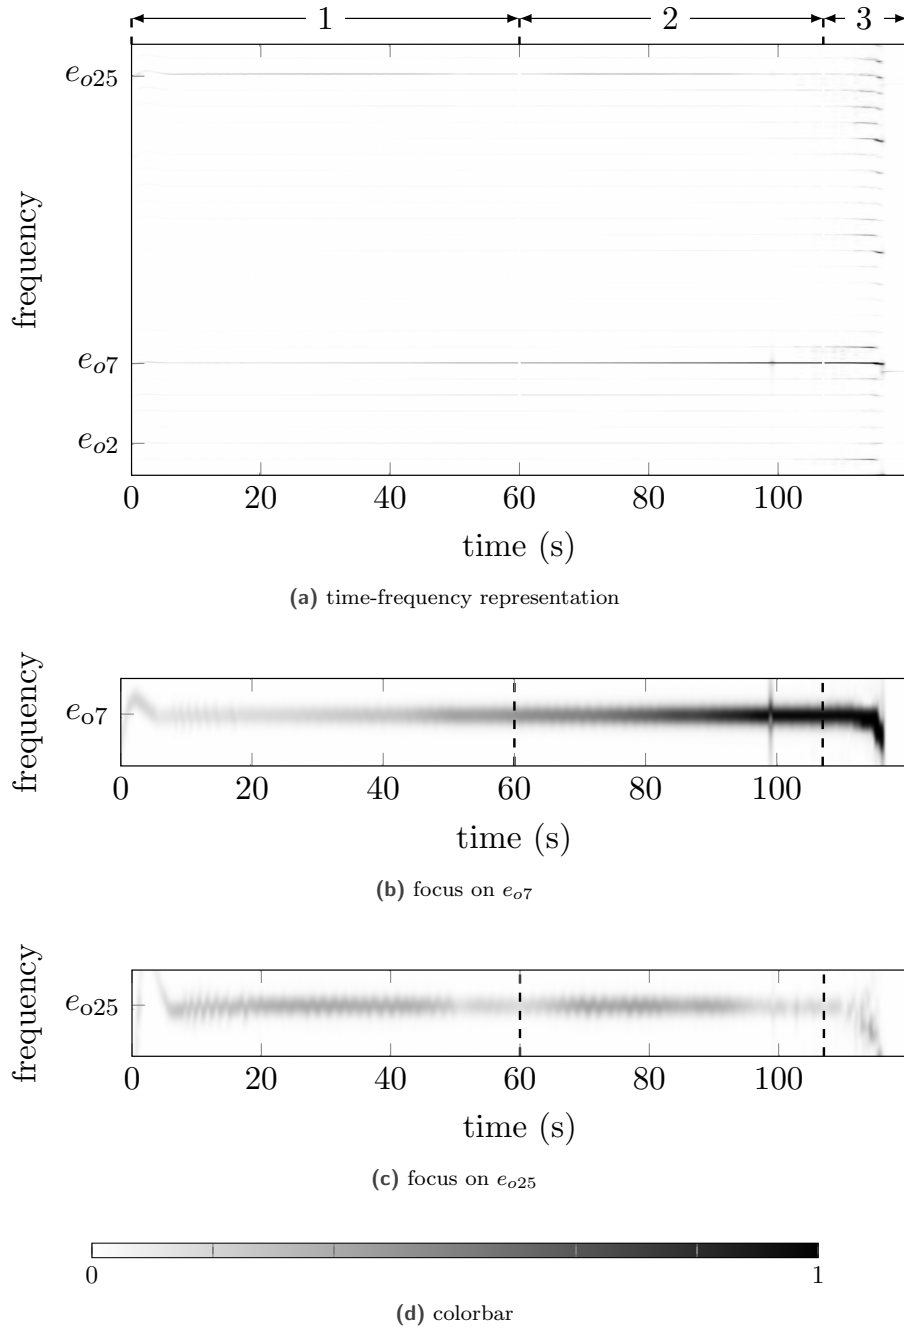 1 2 3
e_{o25}
e_{o7}
e_{o2}
frequency
0 20 40 60 80 100
time (s)
(a) time-frequency representation
e_{o7}
frequency
0 20 40 60 80 100
time (s)
(b) focus on e_{o7}
e_{o25}
frequency
0 20 40 60 80 100
time (s)
(c) focus on e_{o25}
0 1
(d) colorbar